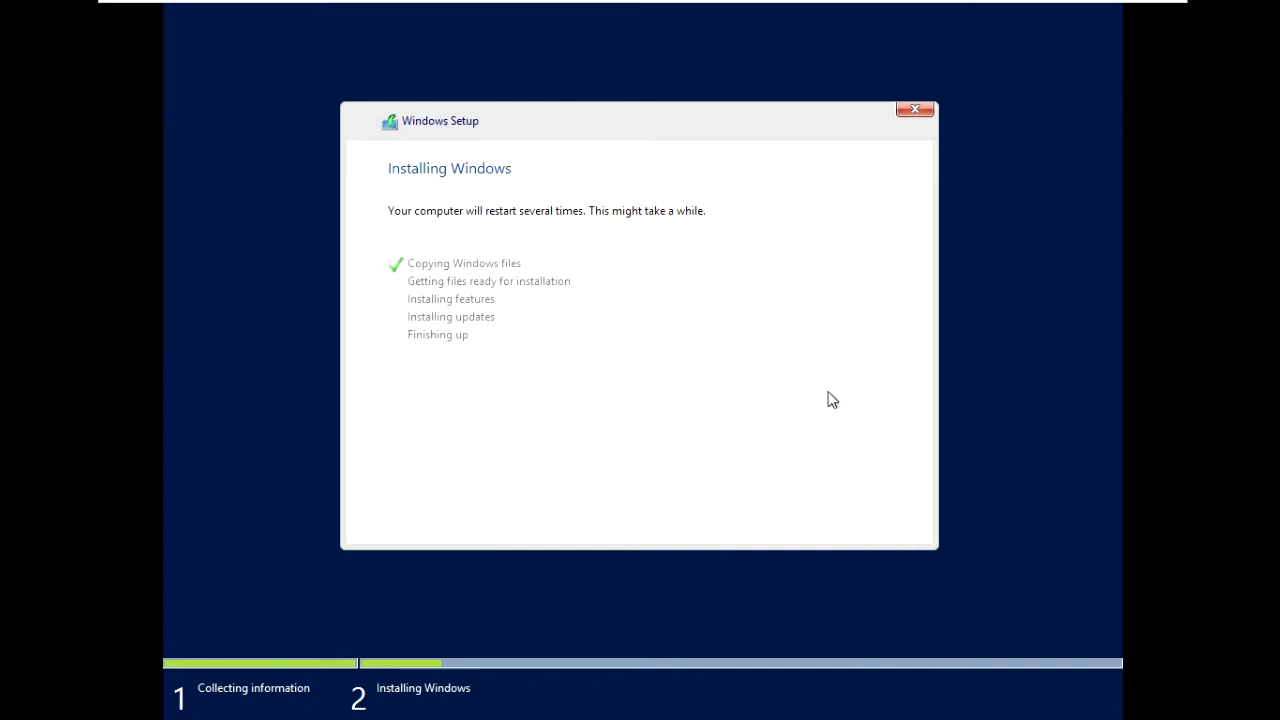 Windows Setup
Installing Windows
Your computer will restart several times. This might take a while.
Copying Windows files
Getting files ready for installation
Installing features
Installing updates
Finishing up
1 Collecting information
2 Installing Windows